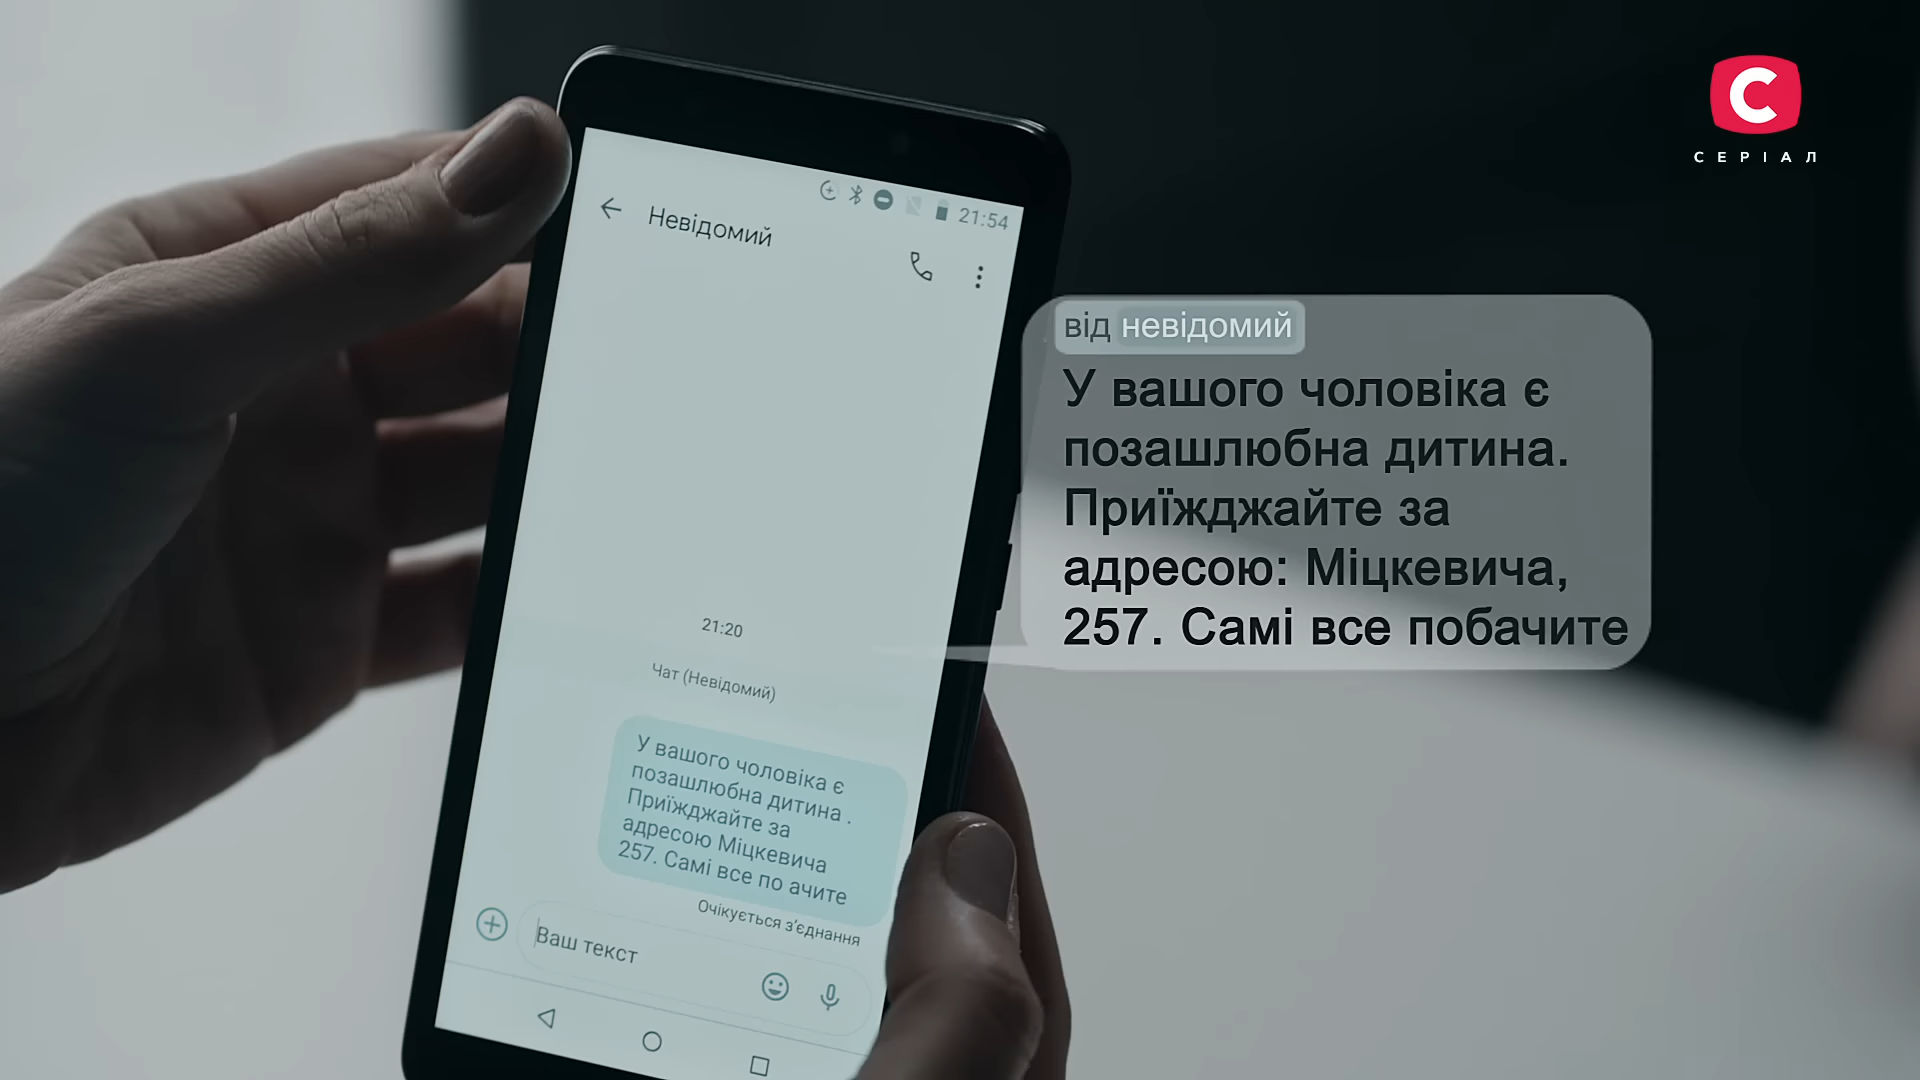 С
СЕРІАЛ
21:54
Невідомий
від невідомий
У вашого чоловіка є
позашлюбна дитина.
Приїжджайте за
адресою: Міцкевича,
257. Самі все побачите
21:20
Чат (Невідомий)
У вашого чоловіка є
позашлюбна дитина .
Приїжджайте за
адресою Міцкевича
257. Самі все по ачите
Очікується з’єднання
Ваш текст